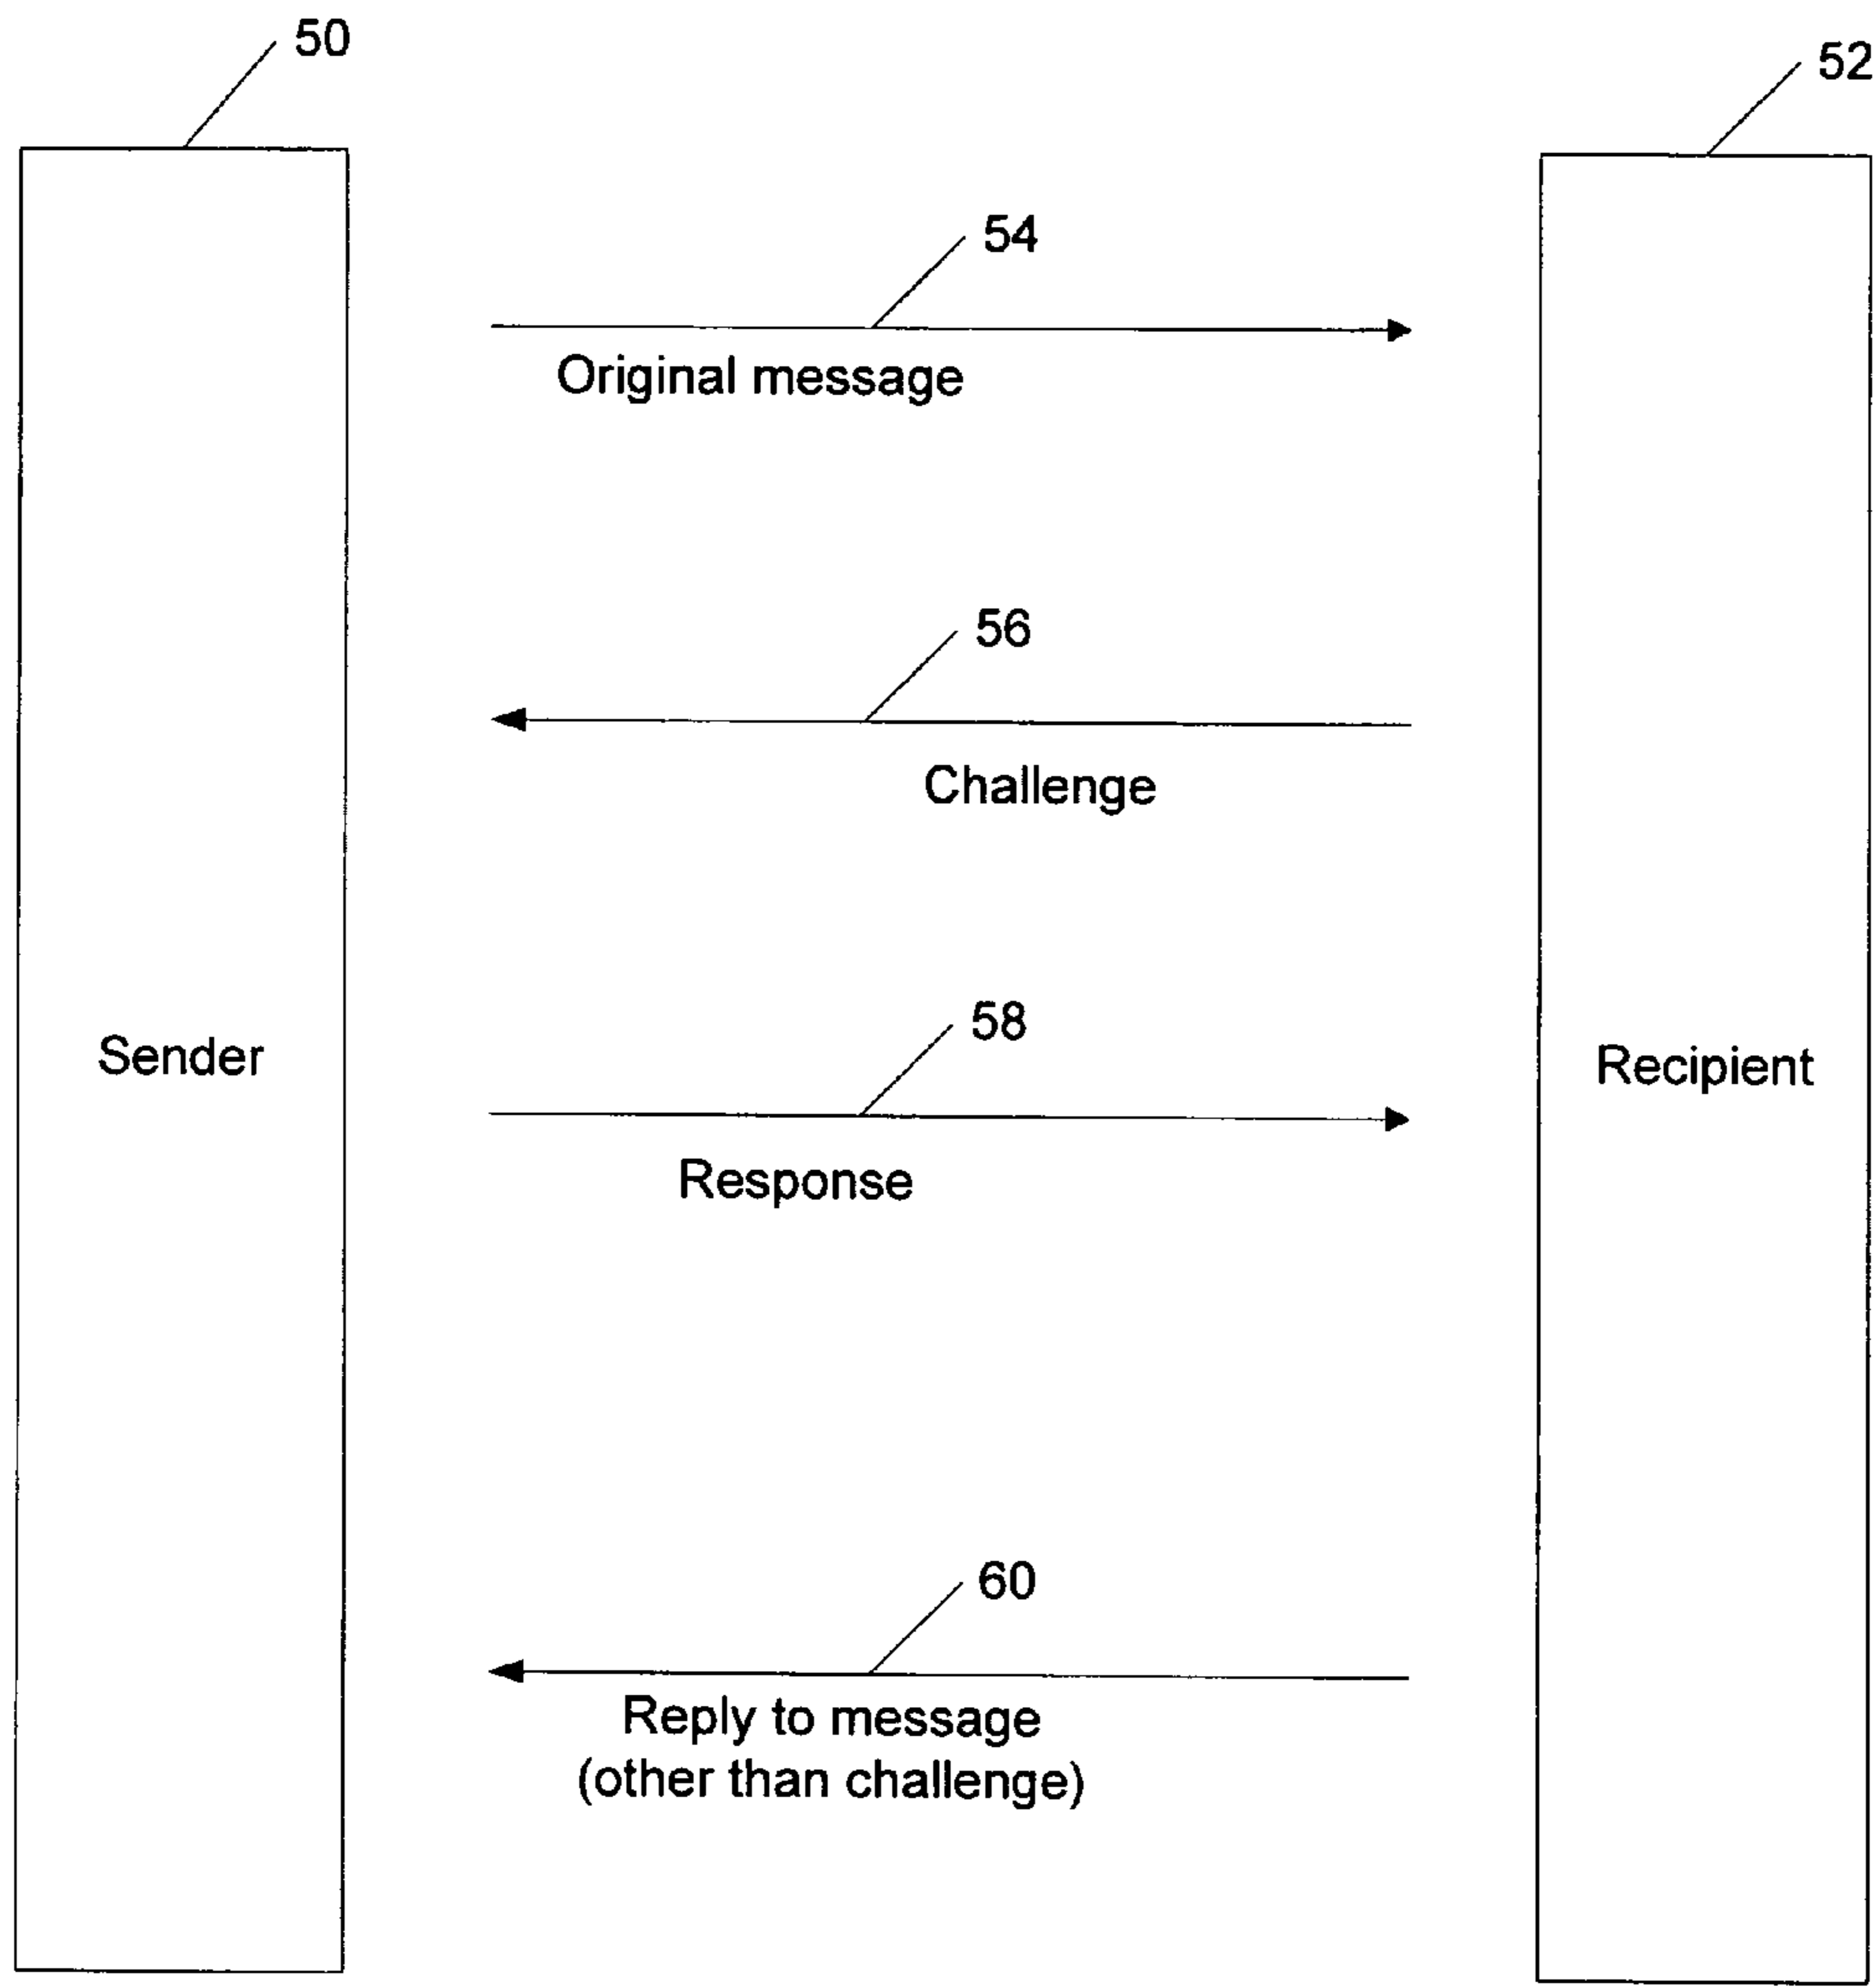 50
52
54
Original message
56
Challenge
58
Sender
Recipient
Response
60
Reply to message
(other than challenge)